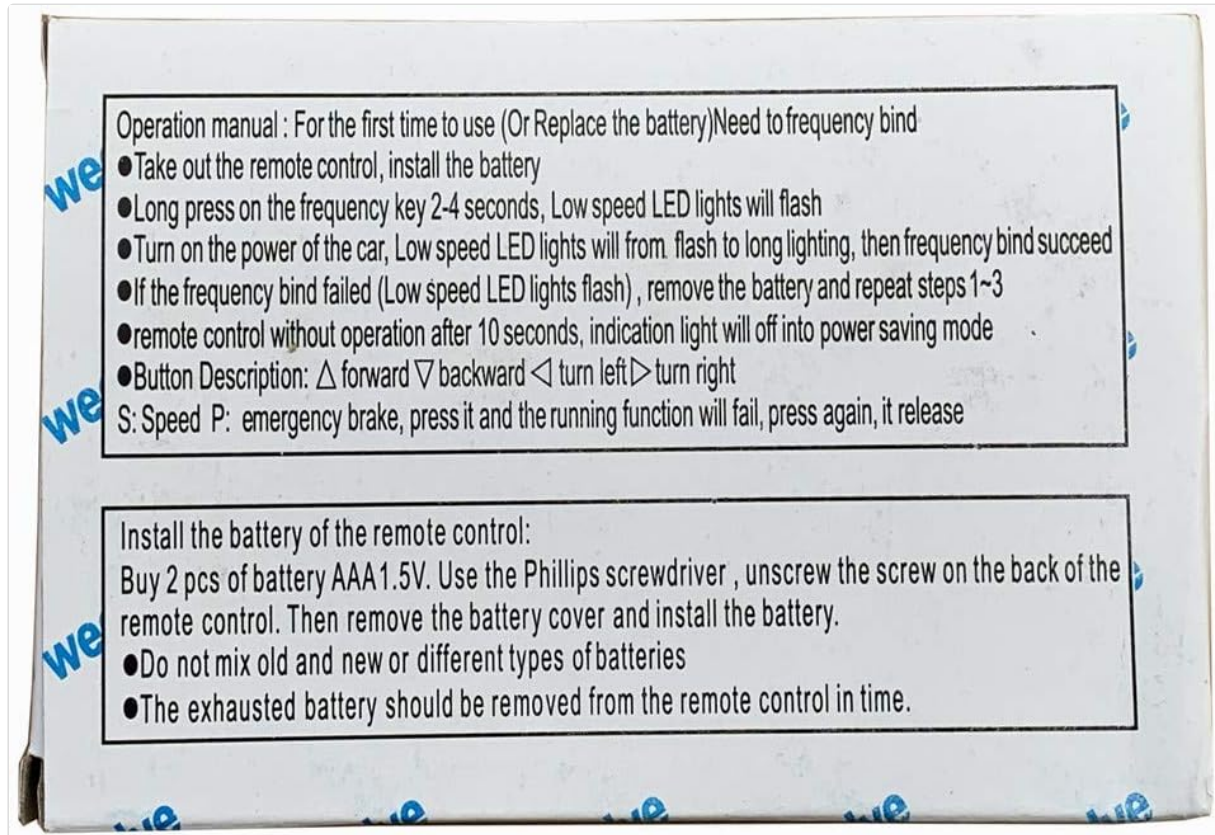 Operation manual : For the first time to use (Or Replace the battery)Need to frequency bind
●Take out the remote control, install the battery
●Long press on the frequency key 2-4 seconds, Low speed LED lights will flash
●Turn on the power of the car, Low speed LED lights will from flash to long lighting, then frequency bind succeed
●If the frequency bind failed (Low speed LED lights flash) , remove the battery and repeat steps 1~3
●remote control without operation after 10 seconds, indication light will off into power saving mode
●Button Description: △ forward ▽ backward ◁ turn left ▷ turn right
S: Speed P: emergency brake, press it and the running function will fail, press again, it release
Install the battery of the remote control:
Buy 2 pcs of battery AAA1.5V. Use the Phillips screwdriver , unscrew the screw on the back of the
remote control. Then remove the battery cover and install the battery.
●Do not mix old and new or different types of batteries
●The exhausted battery should be removed from the remote control in time.